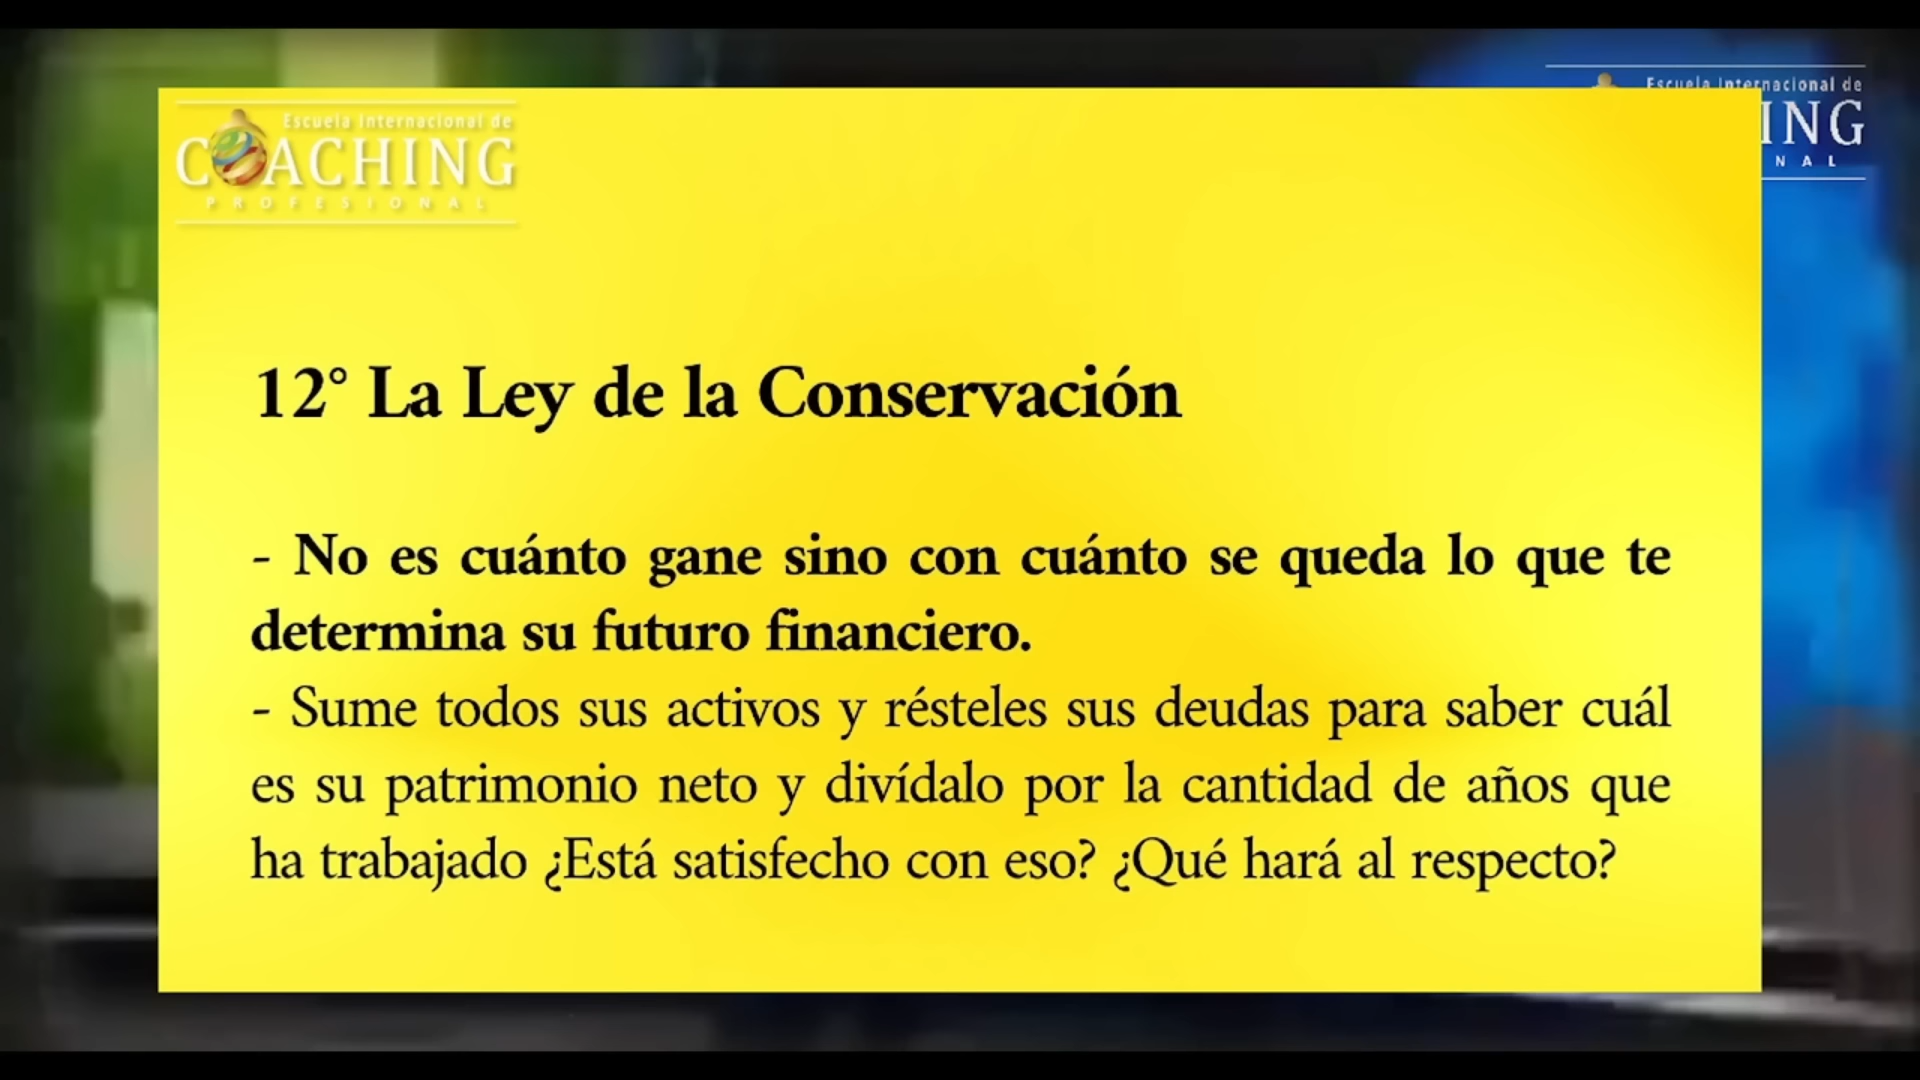 Escuela Internacional de
COACHING
PROFESIONAL
Escuela Internacional de
ING
NAL
12° La Ley de la Conservación
- No es cuánto gane sino con cuánto se queda lo que te
determina su futuro financiero.
- Sume todos sus activos y résteles sus deudas para saber cuál
es su patrimonio neto y divídalo por la cantidad de años que
ha trabajado ¿Está satisfecho con eso? ¿Qué hará al respecto?